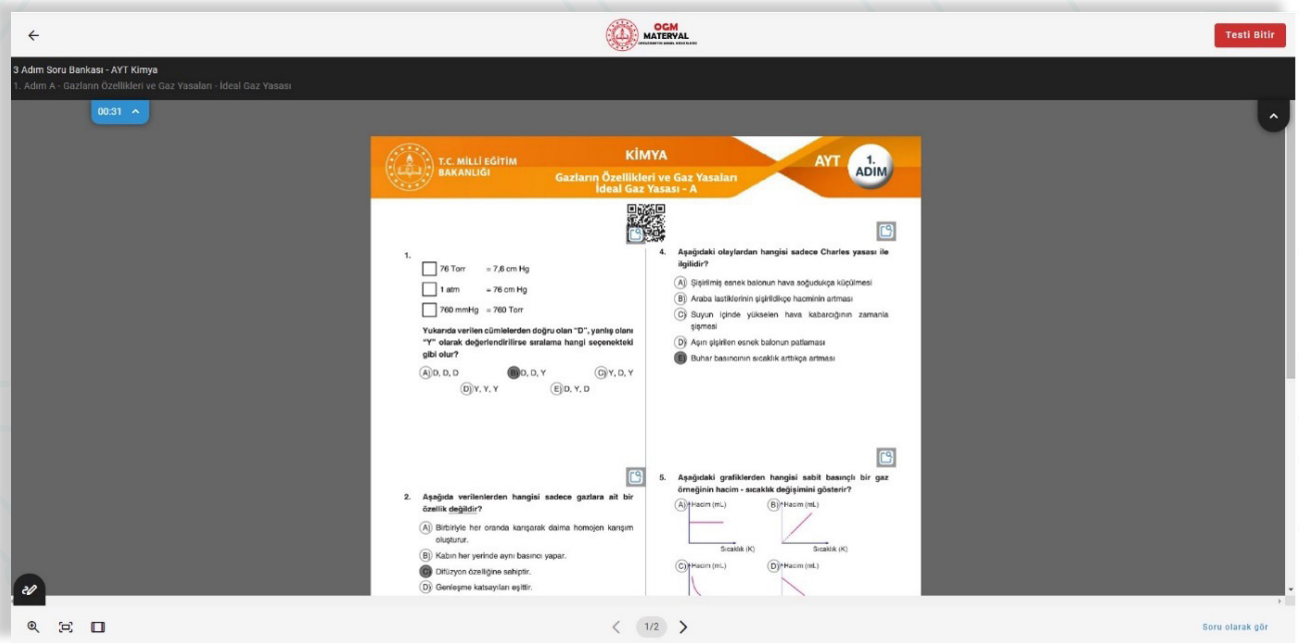 OGM
MATERYAL
Testi Bitir
3 Adım Soru Bankası - AYT Kimya
1. Adım A - Gazların Özellikleri ve Gaz Yasaları - İdeal Gaz Yasası
00:31
T.C. MİLLÎ EĞİTİM
BAKANLIĞI
KİMYA
Gazların Özellikleri ve Gaz Yasaları
İdeal Gaz Yasası - A
AYT
1.
ADIM
1.
76 Torr = 7,6 cm Hg
1 atm = 76 cm Hg
760 mmHg = 760 Torr
Yukarıda verilen cümlelerden doğru olan "D", yanlış olanı
"Y" olarak değerlendirilirse sıralama hangi seçenekteki
gibi olur?
A) D, D, D B) D, D, Y C) Y, D, Y
D) Y, Y, Y E) D, Y, D
2. Aşağıda verilenlerden hangisi sadece gazlara ait bir
özellik değildir?
A) Birbiriyle her oranda karışarak daima homojen karışım
oluşturur.
B) Kabın her yerinde aynı basıncı yapar.
C) Difüzyon özelliğine sahiptir.
D) Genleşme katsayıları eşittir.
4. Aşağıdaki olaylardan hangisi sadece Charles yasası ile
ilgilidir?
A) Şişirilmiş esnek balonun hava soğudukça küçülmesi
B) Araba lastiklerinin şişirildikçe hacminin artması
C) Suyun içinde yükselen hava kabarcığının zamanla
şişmesi
D) Aşırı şişirilen esnek balonun patlaması
E) Buhar basıncının sıcaklık arttıkça artması
5. Aşağıdaki grafiklerden hangisi sabit basınçlı bir gaz
örneğinin hacim - sıcaklık değişimini gösterir?
A) Hacim (mL) B) Hacim (mL)
Sıcaklık (K) Sıcaklık (K)
C) Hacim (mL) D) Hacim (mL)
1/2
Soru olarak gör